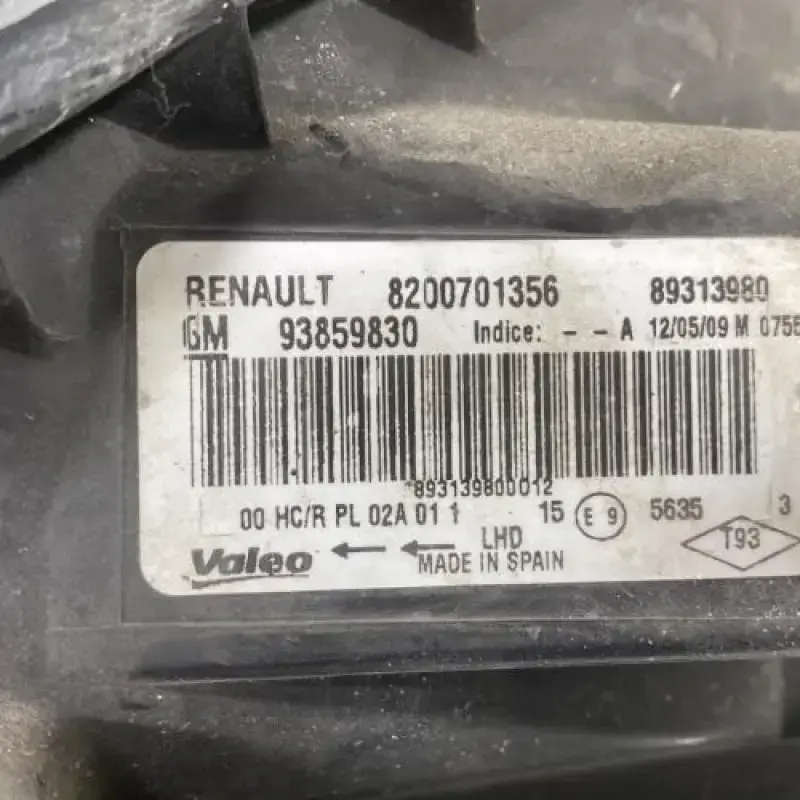 RENAULT 8200701356 89313980
GM 93859830 Indice: - - A 12/05/09 M 0755
*893139800012
00 HC/R PL 02A 01 1 15 E 9 5635 3
LHD T93
Valeo MADE IN SPAIN